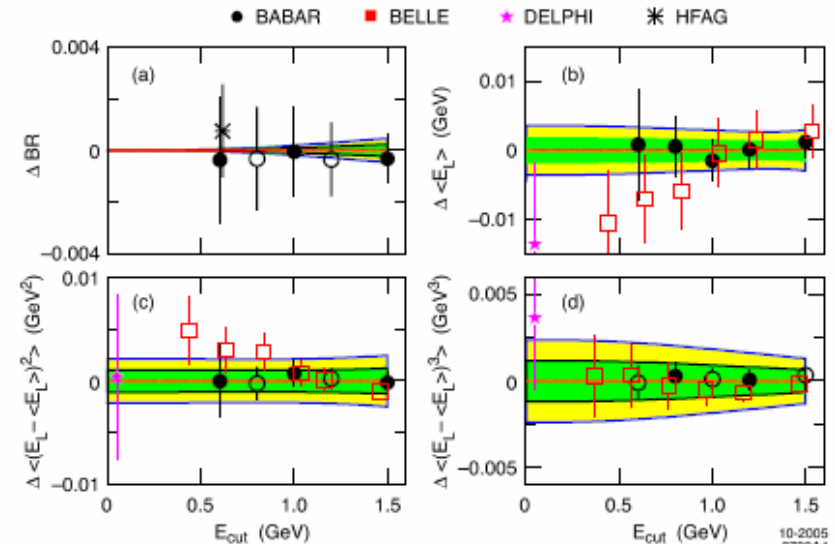 BABAR BELLE DELPHI HFAG
0.004 (a) 0 −0.004 Δ BR
(b) 0.01 0 −0.01 Δ <E_L> (GeV)
0.01 (c) 0 −0.01 Δ <(E_L− <E_L>)^2> (GeV^2)
0.005 (d) 0 −0.005 Δ <(E_L− <E_L>)^3> (GeV^3)
0 0.5 1.0 1.5 0 0.5 1.0 1.5
E_cut (GeV) E_cut (GeV)
10-2005